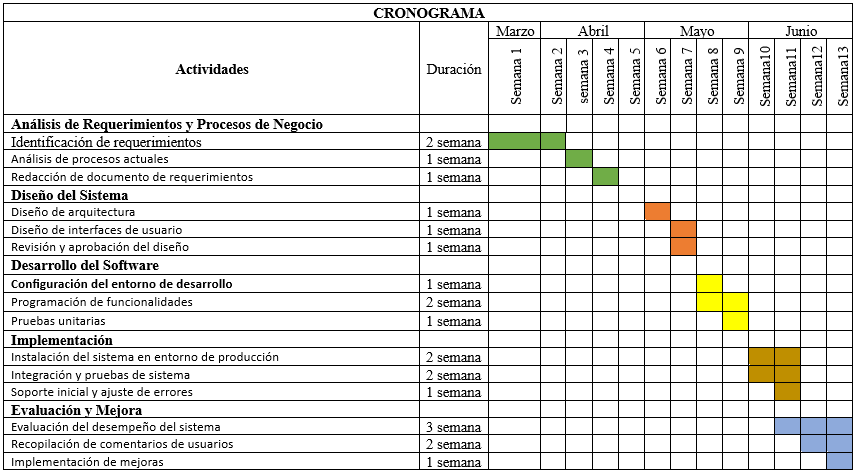 CRONOGRAMA
Actividades Duración Marzo Abril Mayo Junio
Semana 1 Semana 2 semana 3 Semana 4 Semana 5 Semana 6 Semana 7 Semana 8 Semana 9 Semana10 Semana11 Semana12 Semana13
Análisis de Requerimientos y Procesos de Negocio
Identificación de requerimientos 2 semana
Análisis de procesos actuales 1 semana
Redacción de documento de requerimientos 1 semana
Diseño del Sistema
Diseño de arquitectura 1 semana
Diseño de interfaces de usuario 1 semana
Revisión y aprobación del diseño 1 semana
Desarrollo del Software
Configuración del entorno de desarrollo 1 semana
Programación de funcionalidades 2 semana
Pruebas unitarias 1 semana
Implementación
Instalación del sistema en entorno de producción 2 semana
Integración y pruebas de sistema 2 semana
Soporte inicial y ajuste de errores 1 semana
Evaluación y Mejora
Evaluación del desempeño del sistema 3 semana
Recopilación de comentarios de usuarios 2 semana
Implementación de mejoras 1 semana